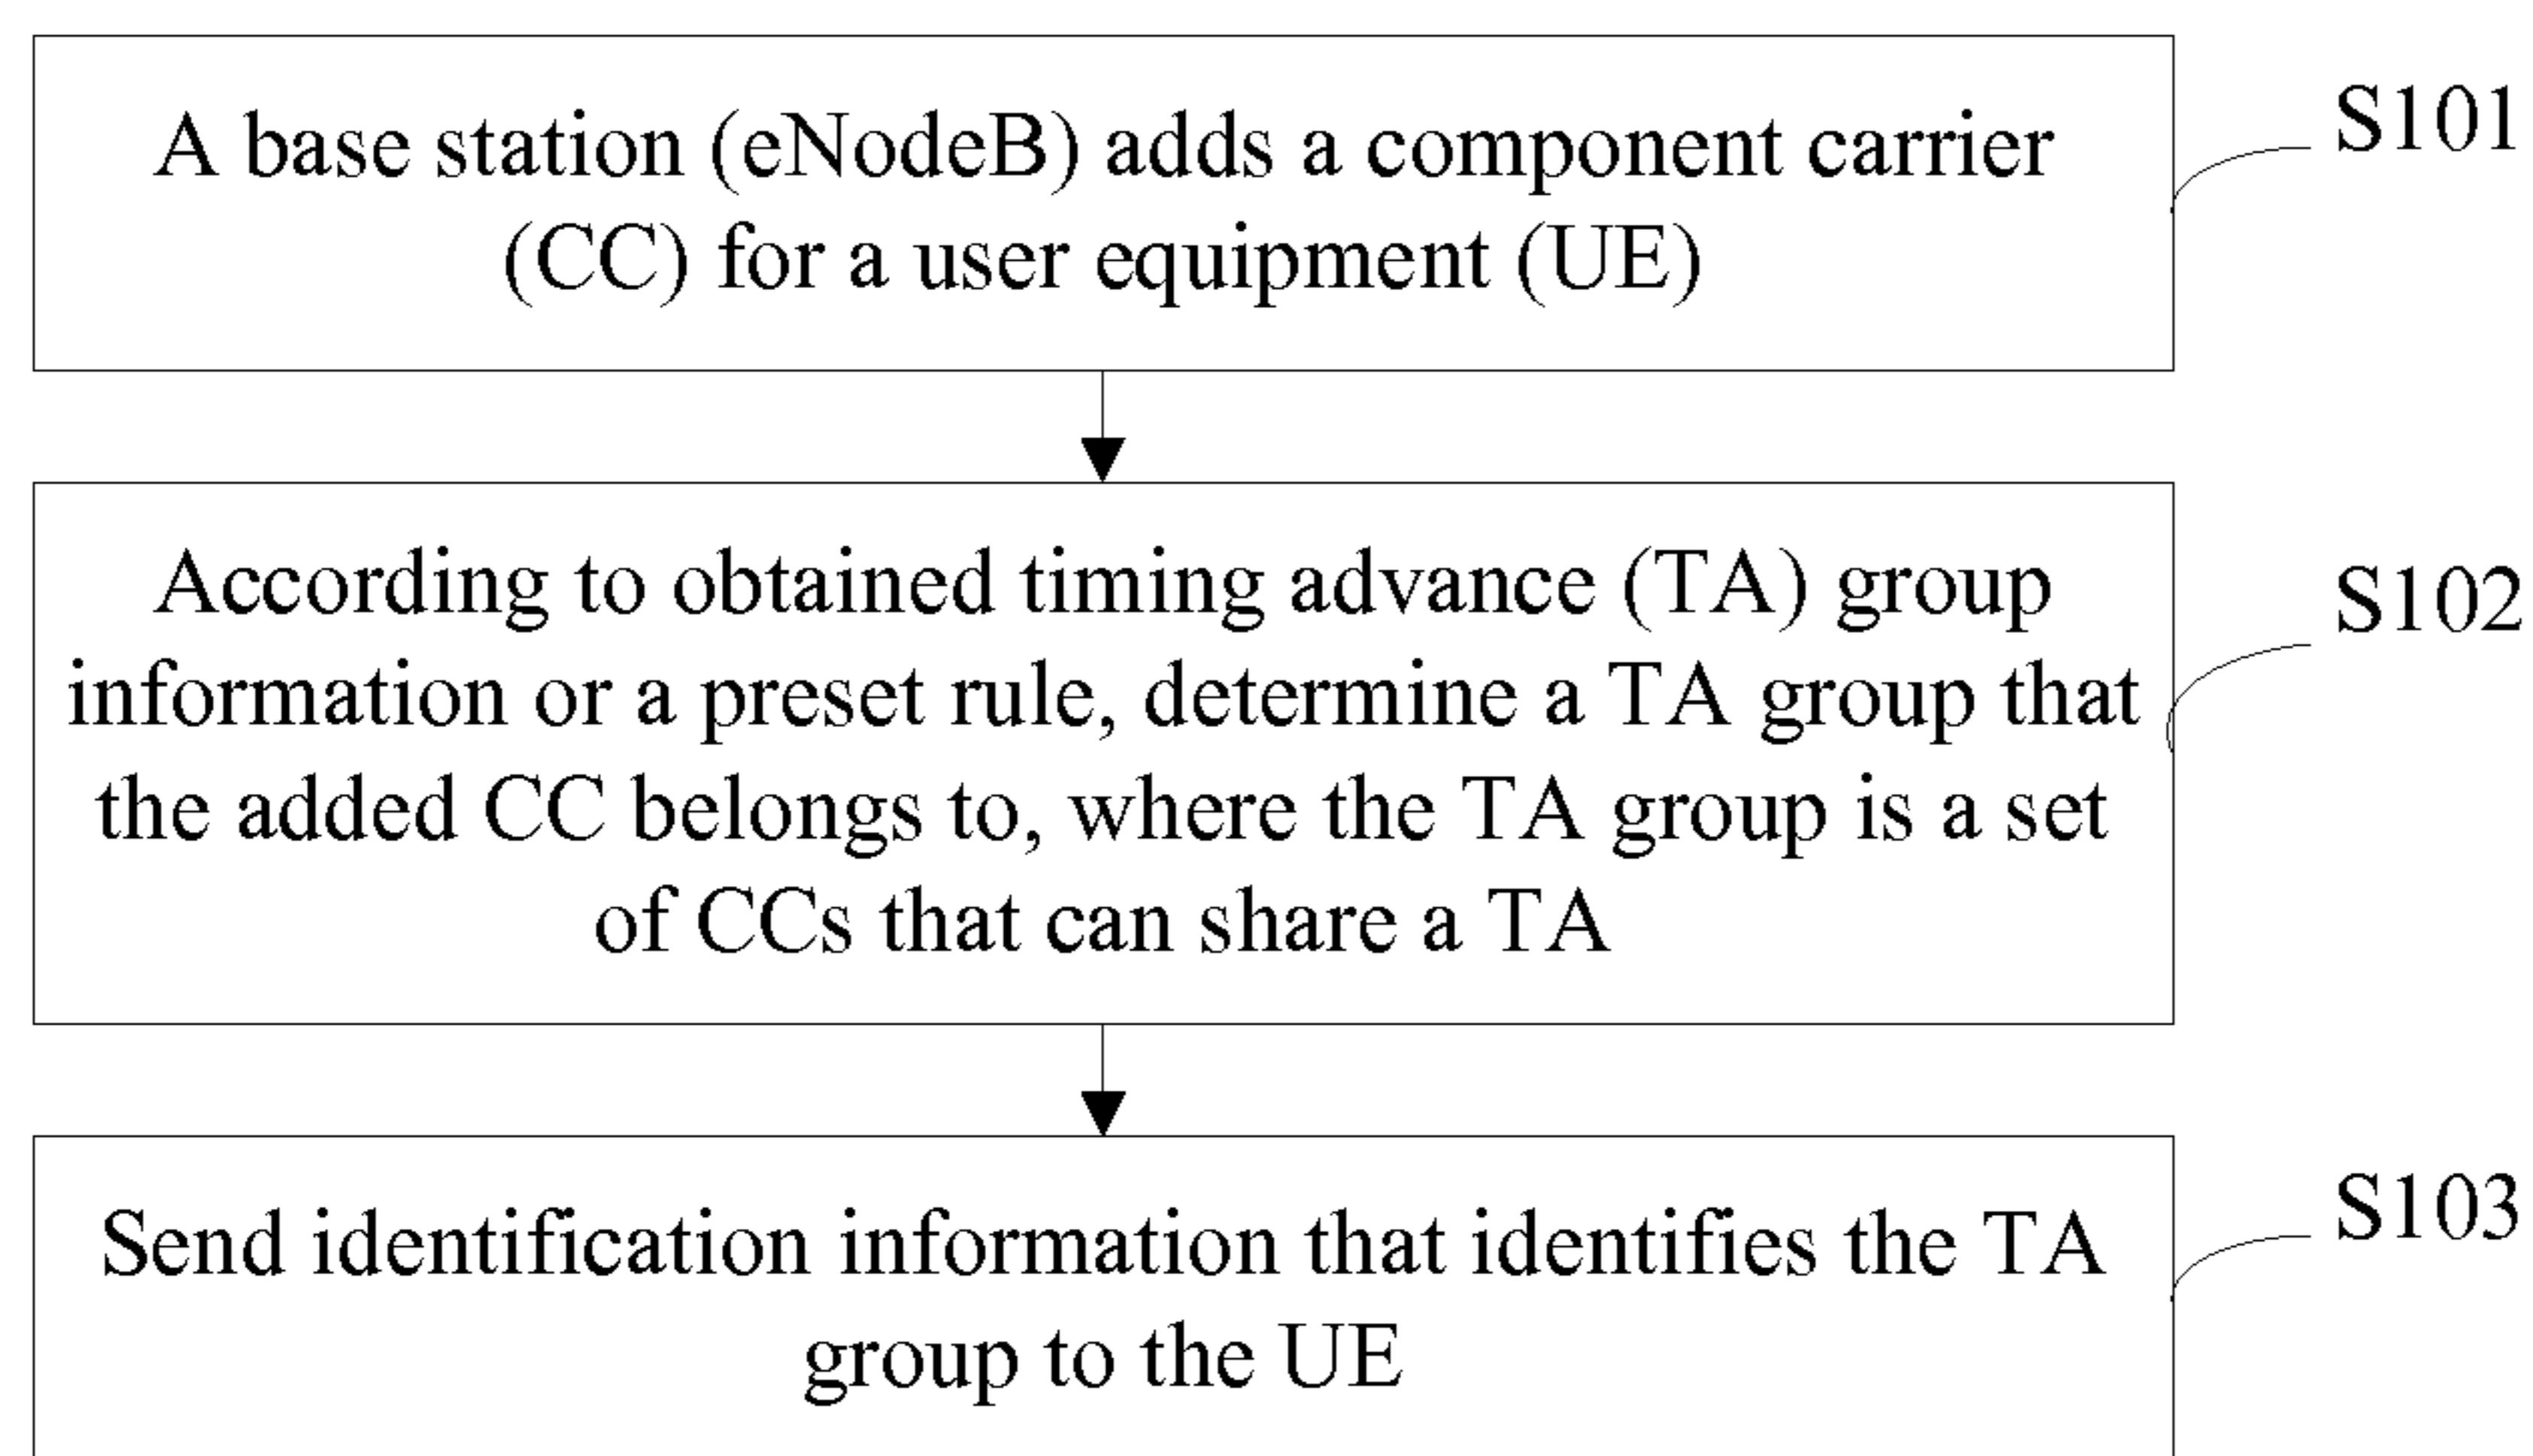 A base station (eNodeB) adds a component carrier
(CC) for a user equipment (UE)
S101
According to obtained timing advance (TA) group
information or a preset rule, determine a TA group that
the added CC belongs to, where the TA group is a set
of CCs that can share a TA
S102
Send identification information that identifies the TA
group to the UE
S103